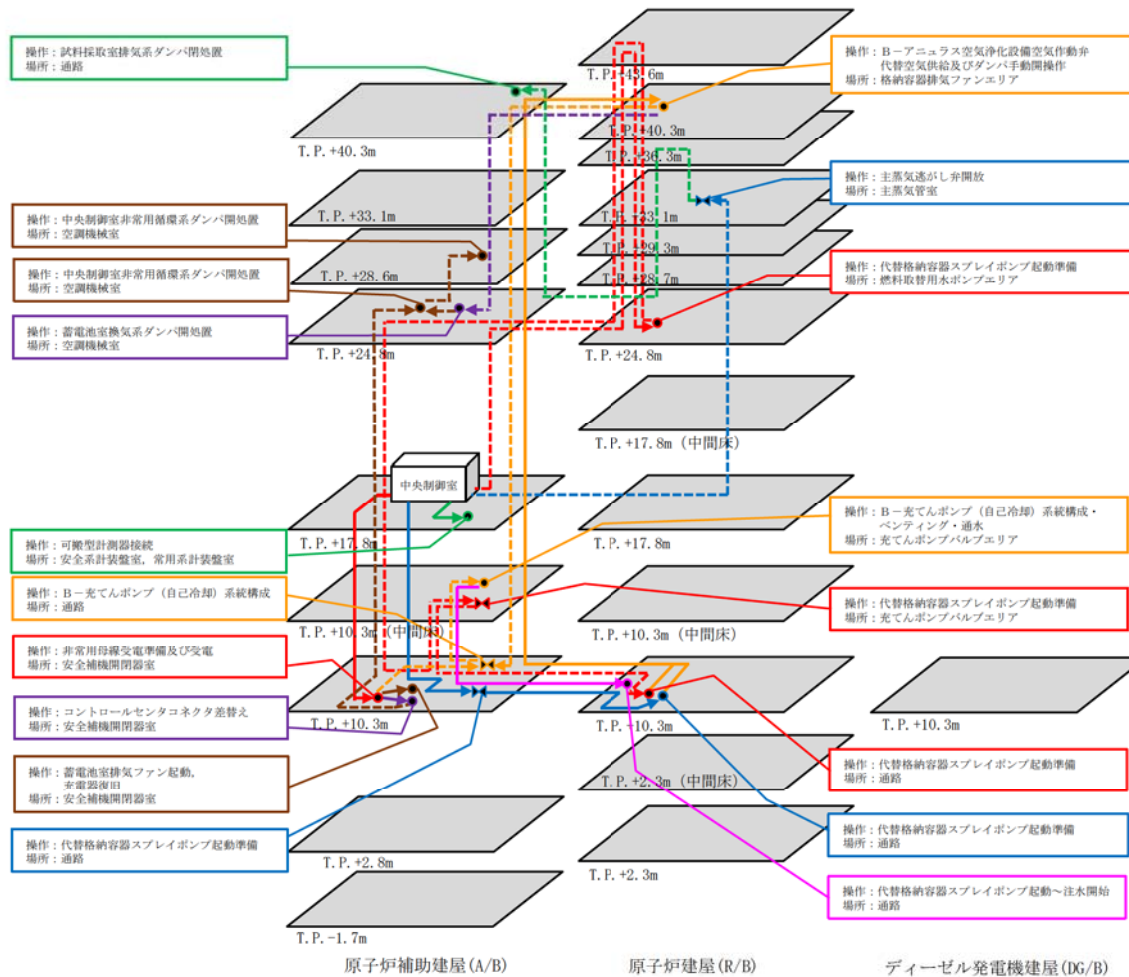 操作：試料採取室排気系ダンパ閉処置
場所：通路
操作：中央制御室非常用循環系ダンパ開処置
場所：空調機械室
操作：中央制御室非常用循環系ダンパ開処置
場所：空調機械室
操作：蓄電池室換気系ダンパ開処置
場所：空調機械室
操作：可搬型計測器接続
場所：安全系計装盤室，常用系計装盤室
操作：B－充てんポンプ（自己冷却）系統構成
場所：通路
操作：非常用母線受電準備及び受電
場所：安全補機開閉器室
操作：コントロールセンタコネクタ差替え
場所：安全補機開閉器室
操作：蓄電池室排気ファン起動，
充電器復旧
場所：安全補機開閉器室
操作：代替格納容器スプレイポンプ起動準備
場所：通路
T.P.+40.3m
T.P.+33.1m
T.P.+28.6m
T.P.+24.8m
中央制御室
T.P.+17.8m
T.P.+10.3m（中間床）
T.P.+10.3m
T.P.+2.8m
T.P.-1.7m
原子炉補助建屋(A/B)
T.P.+43.6m
T.P.+40.3m
T.P.+36.3m
T.P.+33.1m
T.P.+29.3m
T.P.+28.7m
T.P.+24.8m
T.P.+17.8m（中間床）
T.P.+17.8m
T.P.+10.3m（中間床）
T.P.+10.3m
T.P.+2.3m（中間床）
T.P.+2.3m
原子炉建屋(R/B)
T.P.+10.3m
ディーゼル発電機建屋(DG/B)
操作：B－アニュラス空気浄化設備空気作動弁
代替空気供給及びダンパ手動開操作
場所：格納容器排気ファンエリア
操作：主蒸気逃がし弁開放
場所：主蒸気管室
操作：代替格納容器スプレイポンプ起動準備
場所：燃料取替用水ポンプエリア
操作：B－充てんポンプ（自己冷却）系統構成・
ベンティング・通水
場所：充てんポンプバルブエリア
操作：代替格納容器スプレイポンプ起動準備
場所：充てんポンプバルブエリア
操作：代替格納容器スプレイポンプ起動準備
場所：通路
操作：代替格納容器スプレイポンプ起動準備
場所：通路
操作：代替格納容器スプレイポンプ起動～注水開始
場所：通路